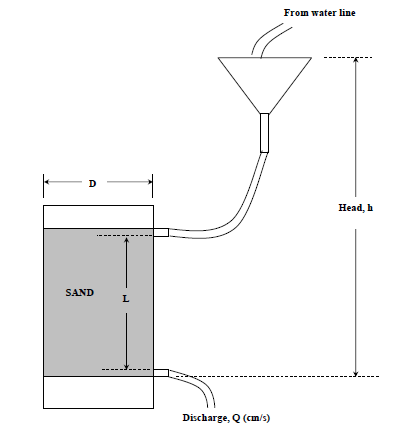 From water line
D
Head, h
SAND
L
Discharge, Q (cm/s)